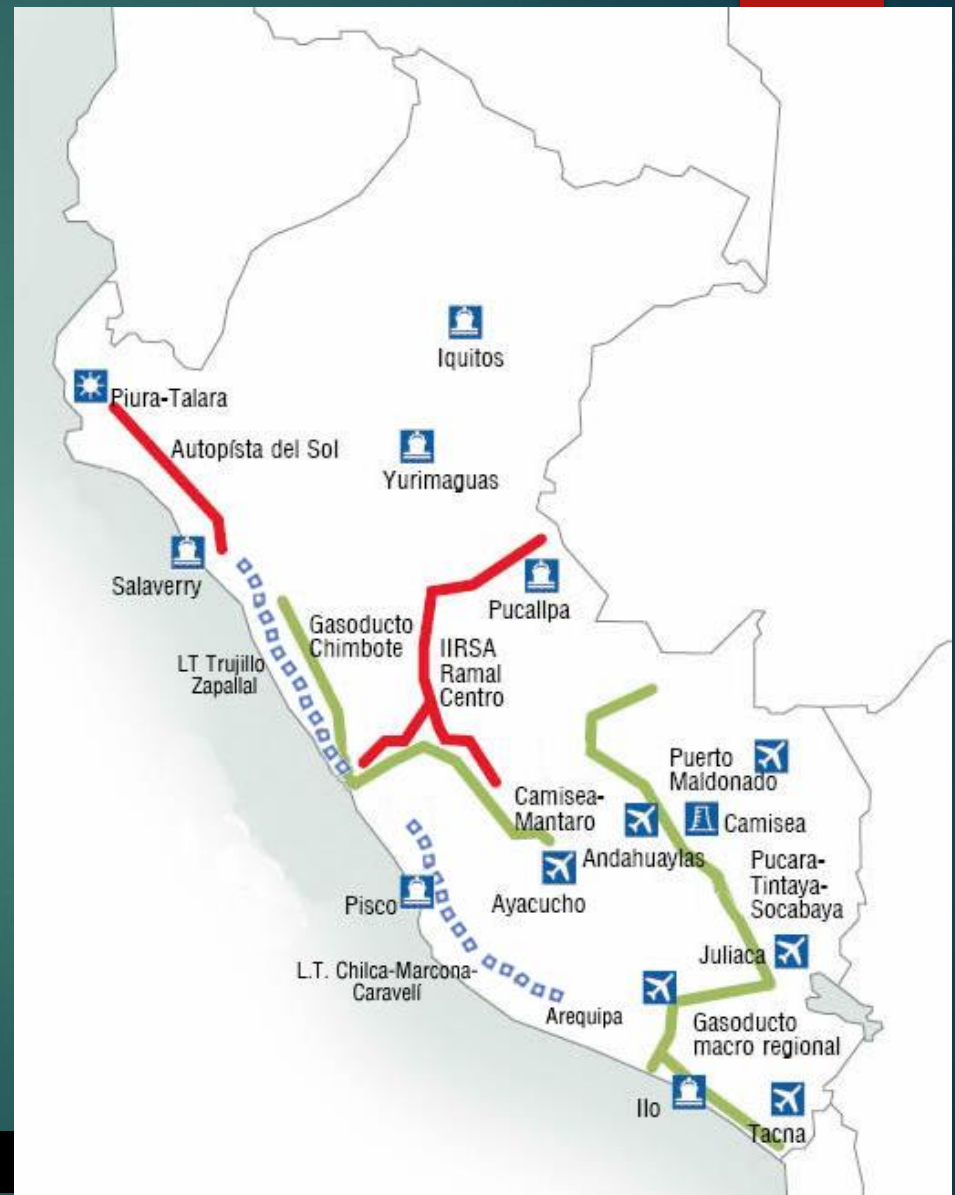 Iquitos
Piura-Talara
Autopísta del Sol
Yurimaguas
Salaverry
Pucallpa
Gasoducto
Chimbote
IIRSA
Ramal
Centro
LT Trujillo
Zapallal
Puerto
Maldonado
Camisea-
Mantaro
Camisea
Andahuaylas
Pucara-
Tintaya-
Socabaya
Ayacucho
Pisco
Juliaca
L.T. Chilca-Marcona-
Caravelí
Arequipa
Gasoducto
macro regional
Ilo
Tacna